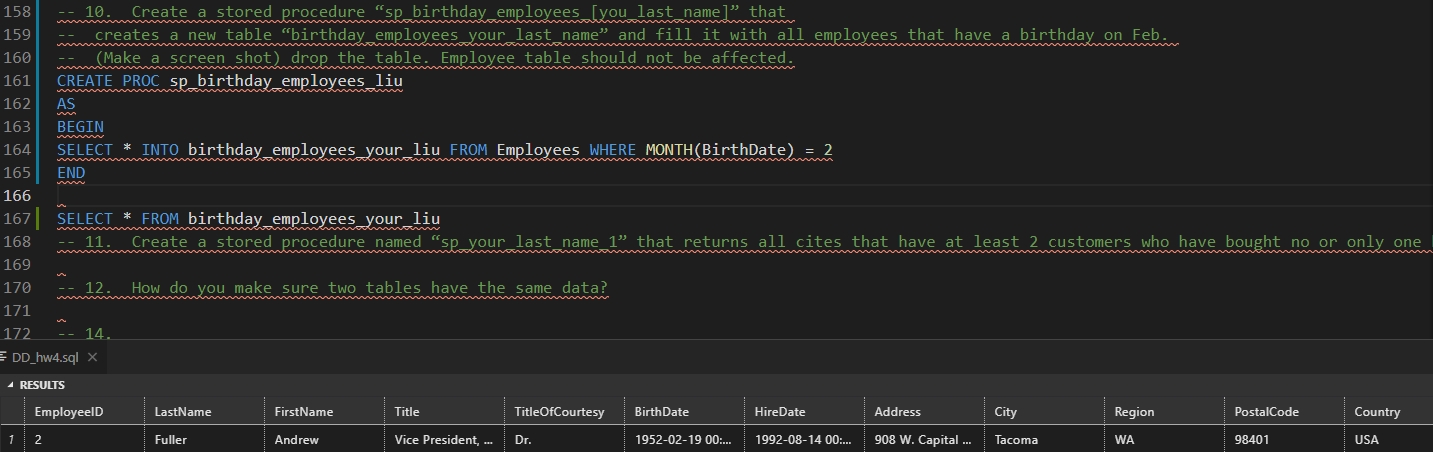 158 -- 10. Create a stored procedure “sp_birthday_employees_[you_last_name]” that
159 -- creates a new table “birthday_employees_your_last_name” and fill it with all employees that have a birthday on Feb.
160 -- (Make a screen shot) drop the table. Employee table should not be affected.
161 CREATE PROC sp_birthday_employees_liu
162 AS
163 BEGIN
164 SELECT * INTO birthday_employees_your_liu FROM Employees WHERE MONTH(BirthDate) = 2
165 END
166
167 SELECT * FROM birthday_employees_your_liu
168 -- 11. Create a stored procedure named “sp_your_last_name_1” that returns all cites that have at least 2 customers who have bought no or only one
169
170 -- 12. How do you make sure two tables have the same data?
171
172 -- 14.
DD_hw4.sql ×
RESULTS
EmployeeID LastName FirstName Title TitleOfCourtesy BirthDate HireDate Address City Region PostalCode Country
1 2 Fuller Andrew Vice President, ... Dr. 1952-02-19 00:... 1992-08-14 00:... 908 W. Capital ... Tacoma WA 98401 USA